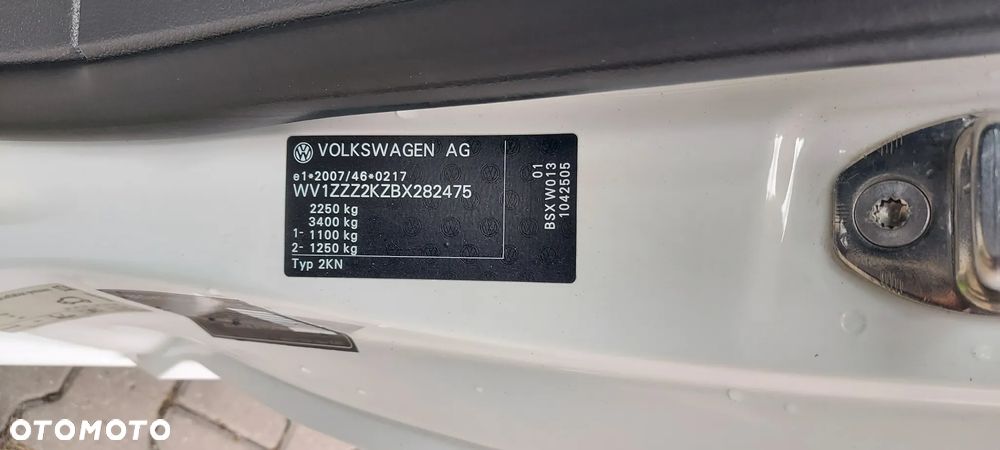 VOLKSWAGEN AG
e1*2007/46*0217
WV1ZZZ2KZBX282475
2250 kg
3400 kg
1- 1100 kg
2- 1250 kg
Typ 2KN
01
BSX W013
1042505
OTOMOTO